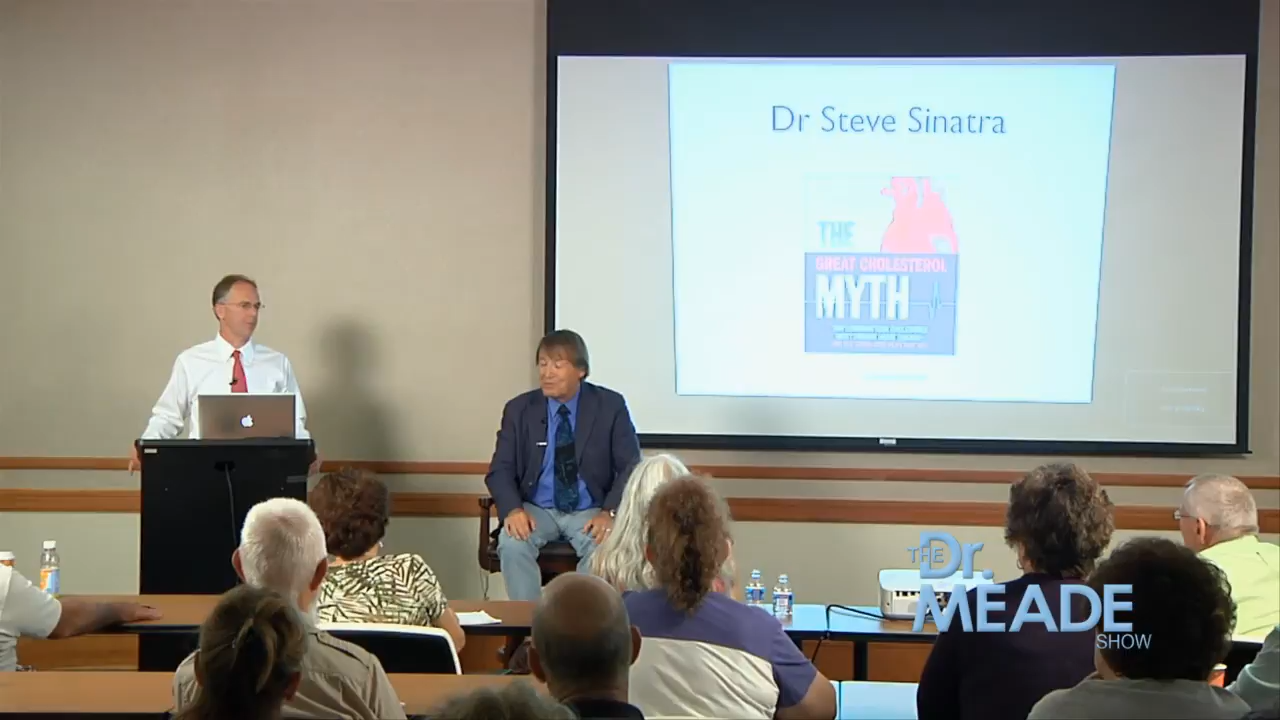 Dr Steve Sinatra
THE
GREAT CHOLESTEROL
MYTH
THE
Dr.
MEADE
SHOW